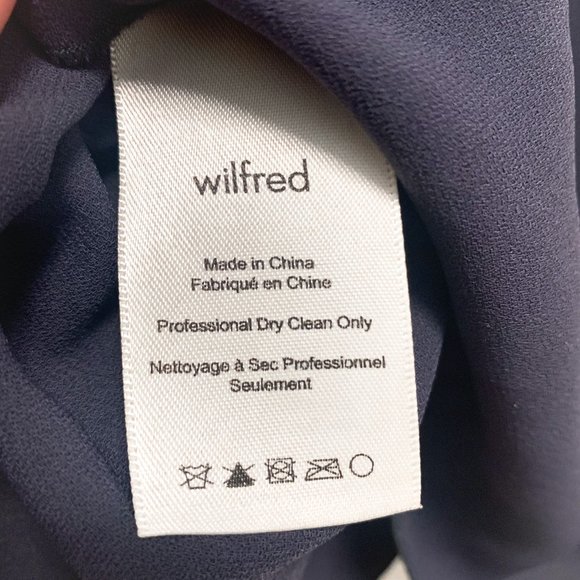 wilfred
Made in China
Fabriqué en Chine
Professional Dry Clean Only
Nettoyage à Sec Professionnel
Seulement